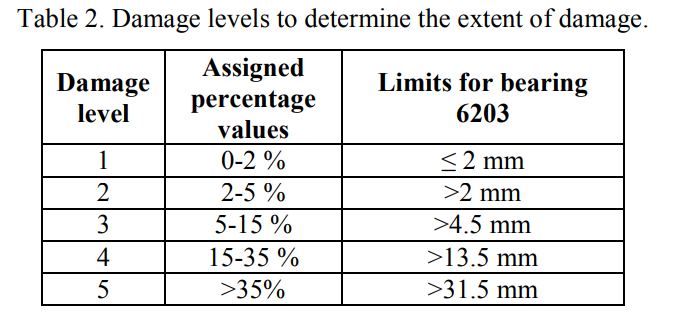 Table 2. Damage levels to determine the extent of damage.
Damage level Assigned percentage values Limits for bearing 6203
1 0-2 % ≤ 2 mm
2 2-5 % >2 mm
3 5-15 % >4.5 mm
4 15-35 % >13.5 mm
5 >35% >31.5 mm